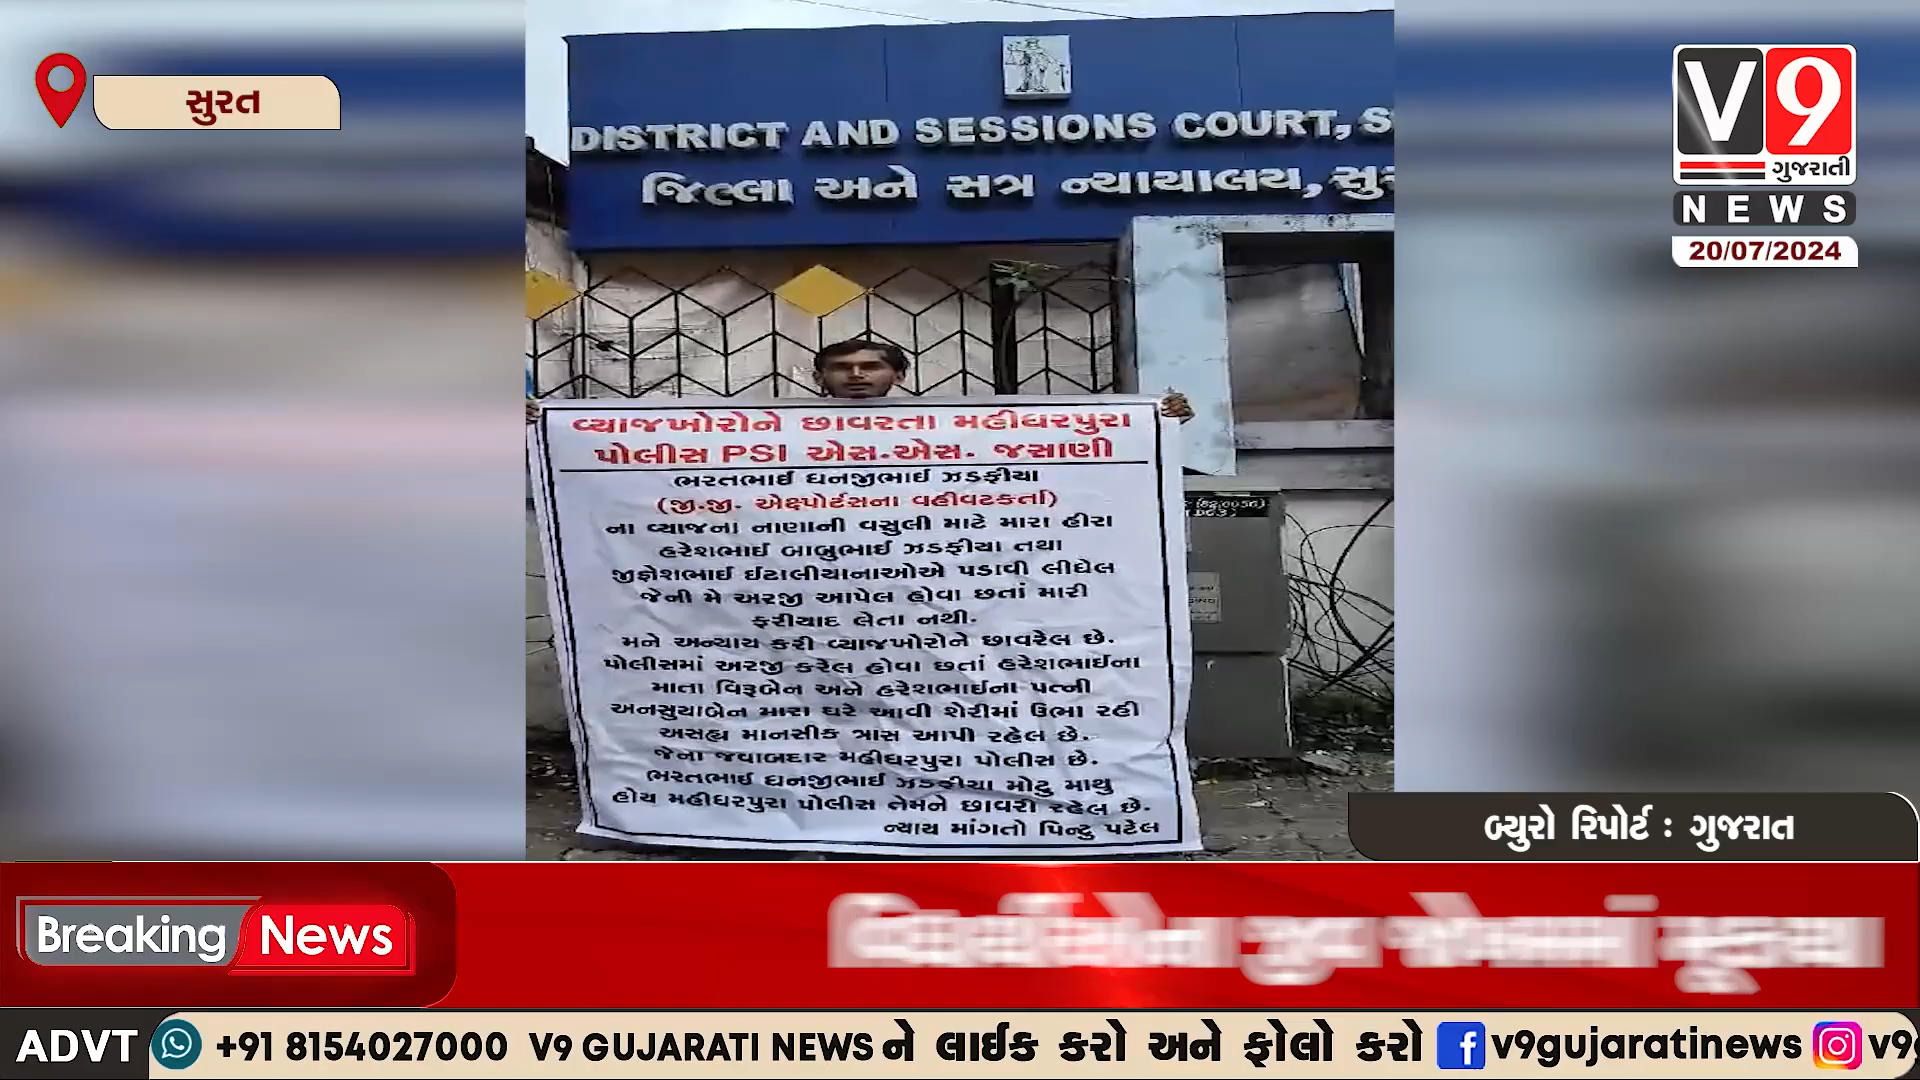 સુરત
V9
ગુજરાતી
NEWS
20/07/2024
DISTRICT AND SESSIONS COURT, S
જિલ્લા અને સત્ર ન્યાયાલય, સુર
વ્યાજખોરોને છાવરતા મહીધરપુરા
પોલીસ PSI એસ.એસ. જસાણી
ભરતભાઈ ધનજીભાઈ ઝડફીયા
(જી.જી. એક્ષ્પોર્ટસના વહીવટકર્તા)
ના વ્યાજના નાણાની વસુલી માટે મારા હીરા
હરેશભાઈ બાબુભાઈ ઝડફીયા તથા
જીજ્ઞેશભાઈ ઈટાલીયાનાઓએ પડાવી લીધેલ
જેની મે અરજી આપેલ હોવા છતાં મારી
ફરીયાદ લેતા નથી.
મને અન્યાય કરી વ્યાજખોરોને છાવરેલ છે.
પોલીસમાં અરજી કરેલ હોવા છતાં હરેશભાઈના
માતા વિરૂબેન અને હરેશભાઈના પત્ની
અનસુયાબેન મારા ઘરે આવી શેરીમાં ઉભા રહી
અસહ્ય માનસીક ત્રાસ આપી રહેલ છે.
જેના જવાબદાર મહીધરપુરા પોલીસ છે.
ભરતભાઈ ધનજીભાઈ ઝડફીયા મોટુ માથુ
હોય મહીધરપુરા પોલીસ તેમને છાવરી રહેલ છે.
ન્યાય માંગતો પિન્ટુ પટેલ
બ્યુરો રિપોર્ટ : ગુજરાત
Breaking News
ADVT +91 8154027000 V9 GUJARATI NEWS ને લાઈક કરો અને ફોલો કરો v9gujaratinews v9g